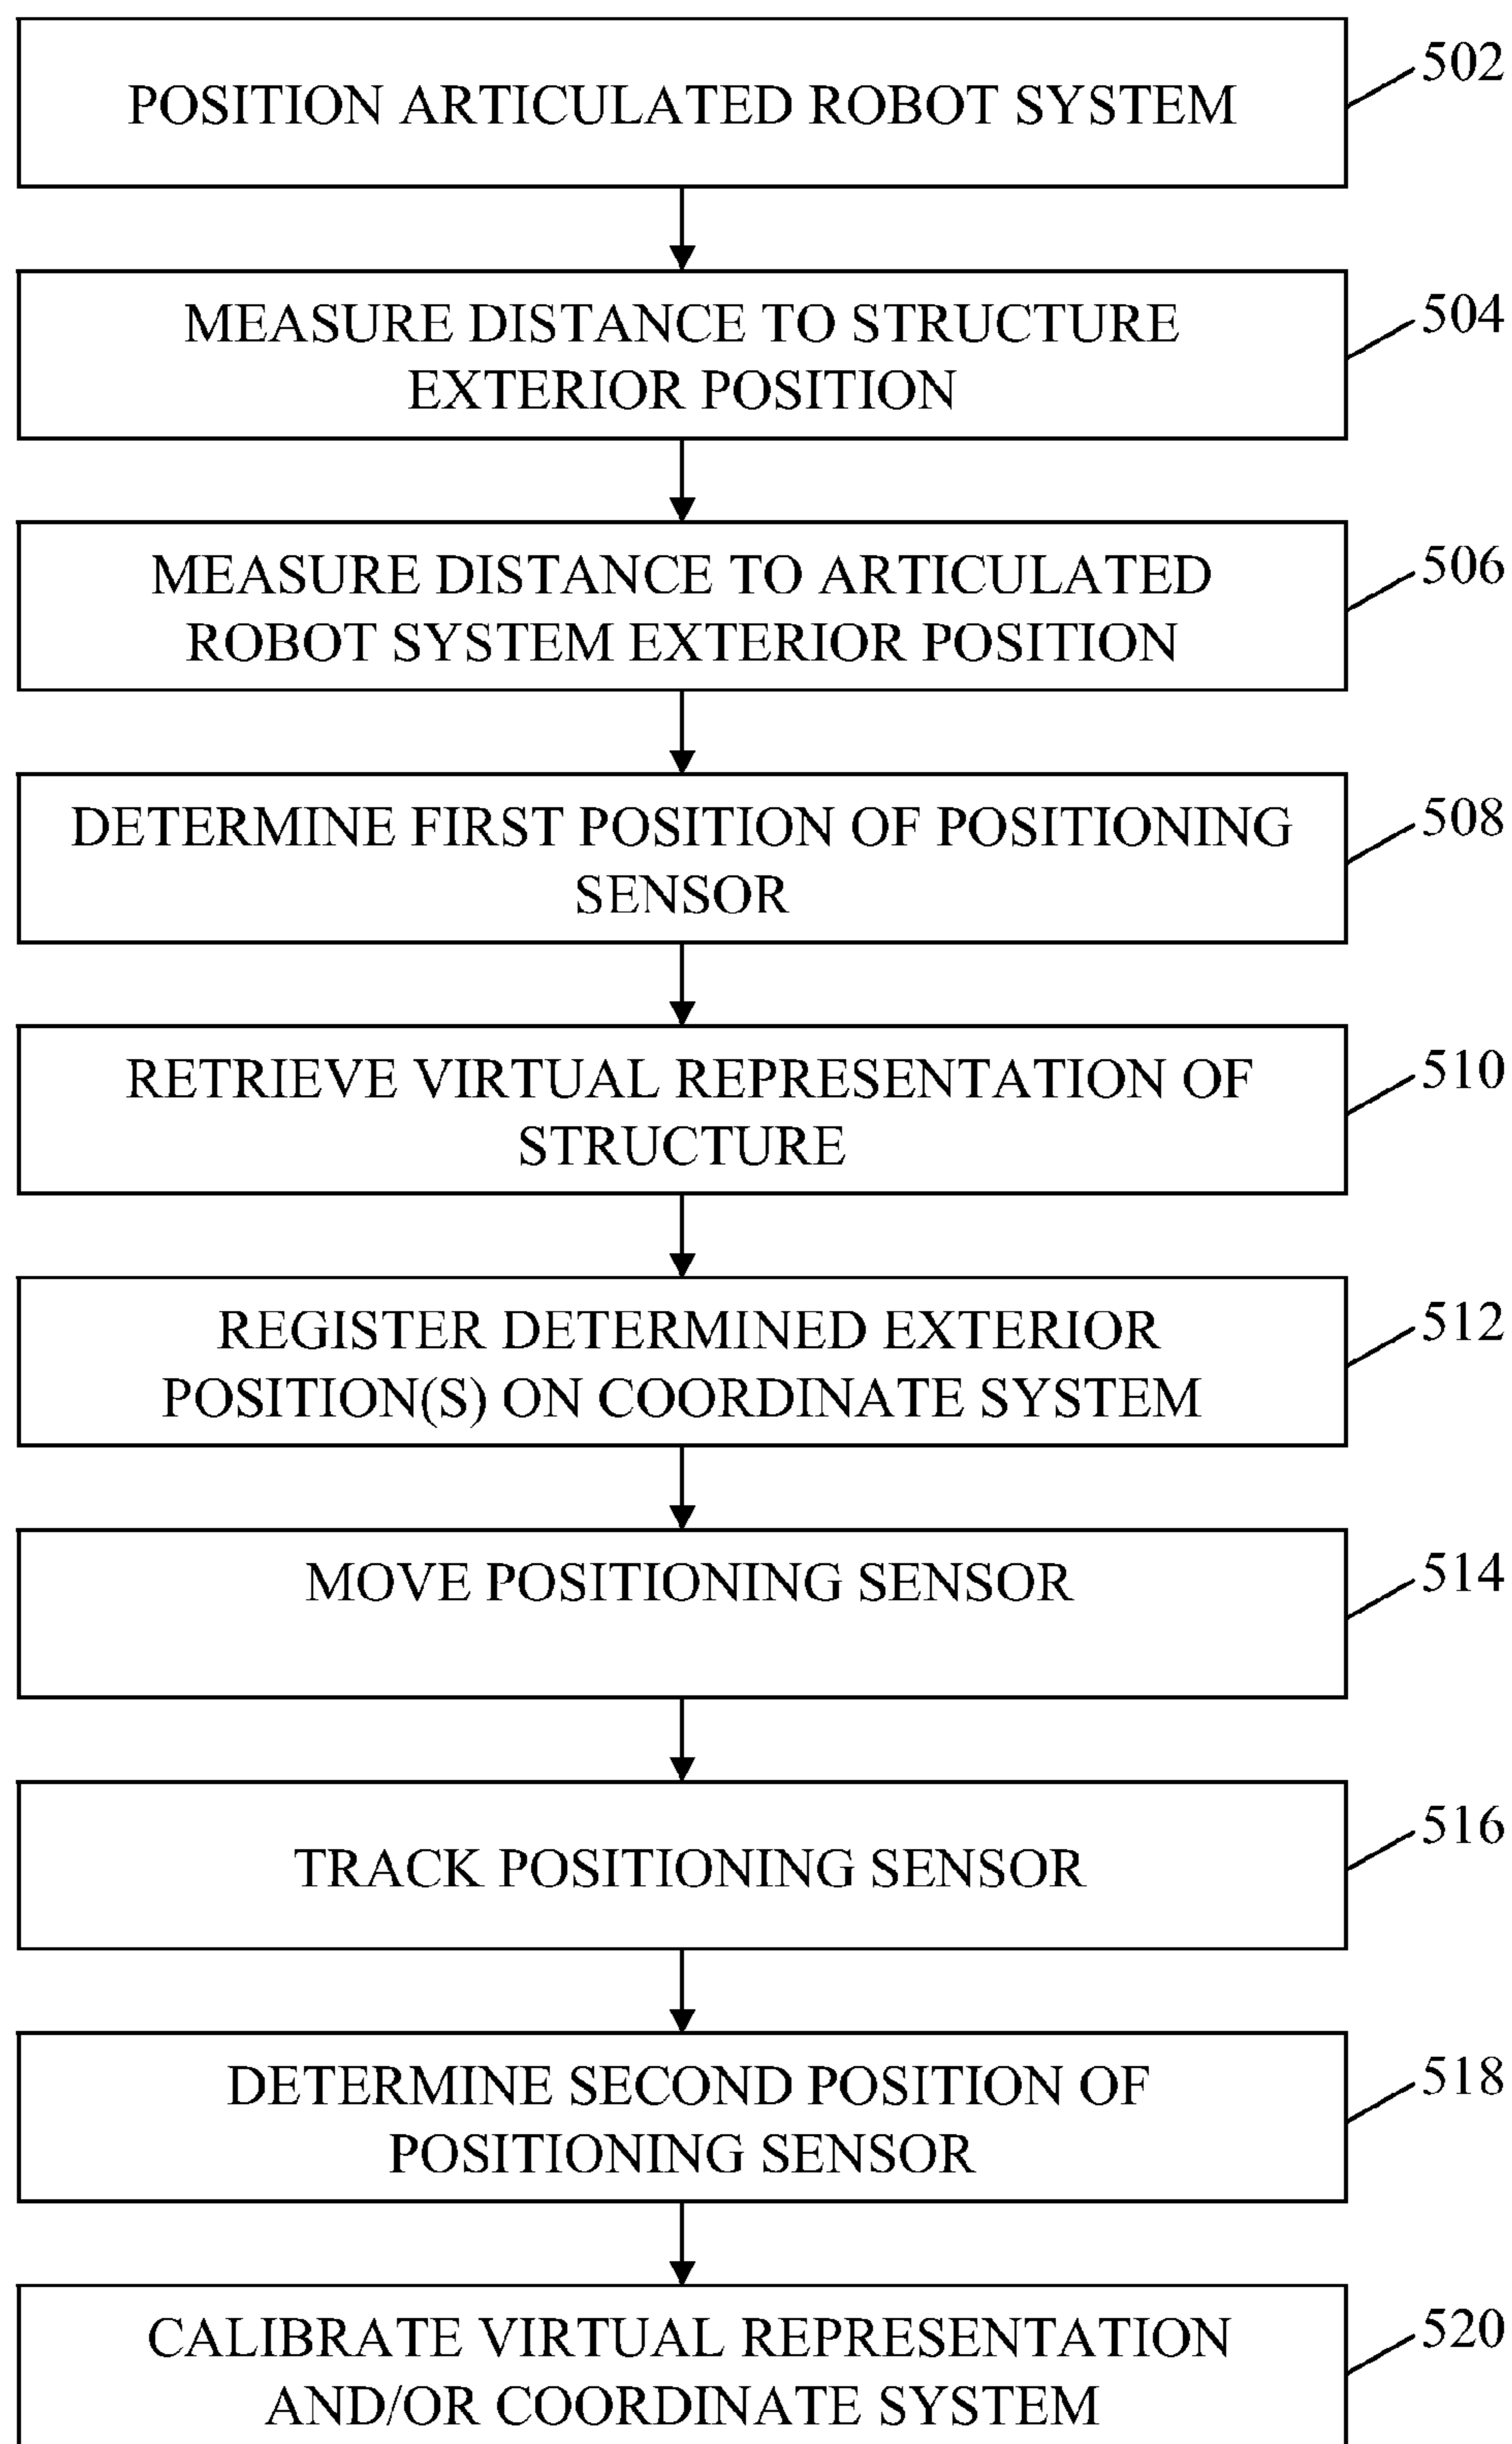 POSITION ARTICULATED ROBOT SYSTEM
502
MEASURE DISTANCE TO STRUCTURE
EXTERIOR POSITION
504
MEASURE DISTANCE TO ARTICULATED
ROBOT SYSTEM EXTERIOR POSITION
506
DETERMINE FIRST POSITION OF POSITIONING
SENSOR
508
RETRIEVE VIRTUAL REPRESENTATION OF
STRUCTURE
510
REGISTER DETERMINED EXTERIOR
POSITION(S) ON COORDINATE SYSTEM
512
MOVE POSITIONING SENSOR
514
TRACK POSITIONING SENSOR
516
DETERMINE SECOND POSITION OF
POSITIONING SENSOR
518
CALIBRATE VIRTUAL REPRESENTATION
AND/OR COORDINATE SYSTEM
520